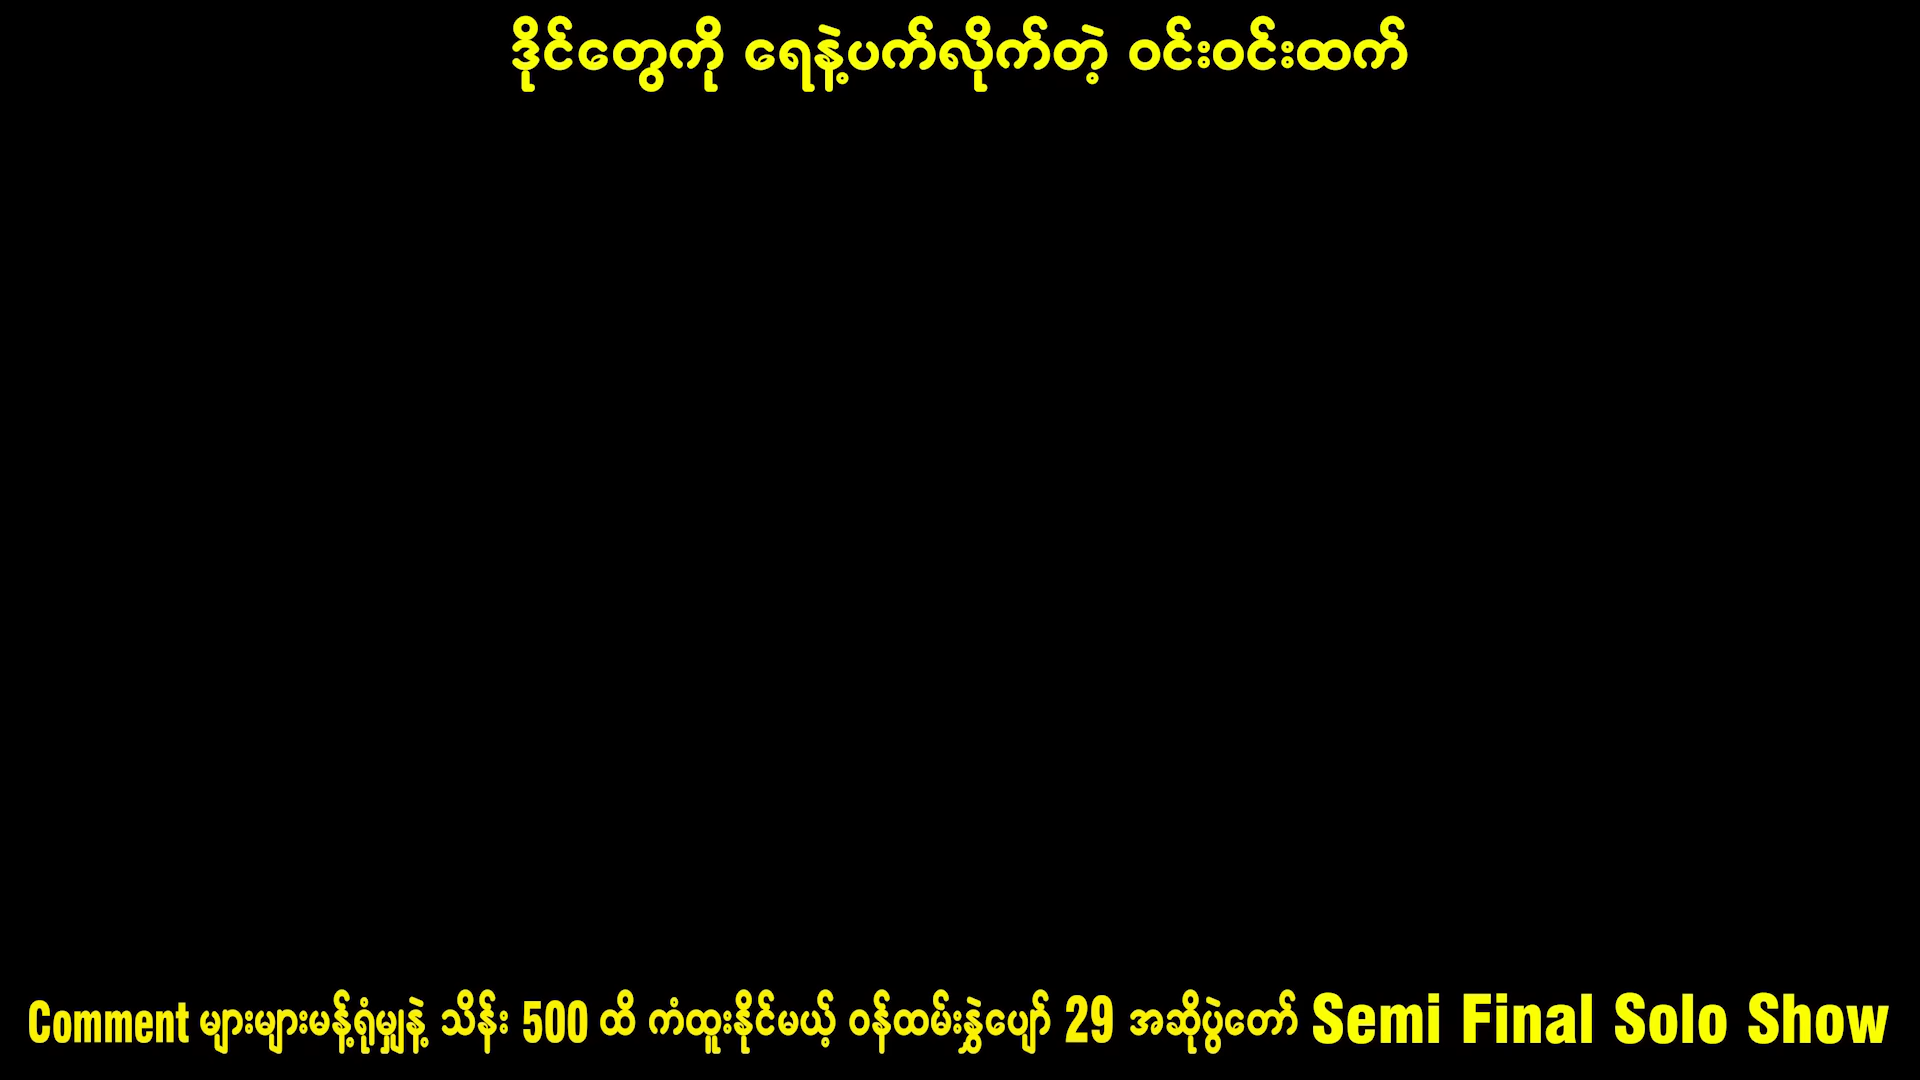 ဒိုင်တွေကို ရေနဲ့ပက်လိုက်တဲ့ ဝင်းဝင်းထက်
Comment များများမန့်ရုံမျှနဲ့ သိန်း 500 ထိ ကံထူးနိုင်မယ့် ဝန်ထမ်းနွှဲပျော် 29 အဆိုပွဲတော် Semi Final Solo Show